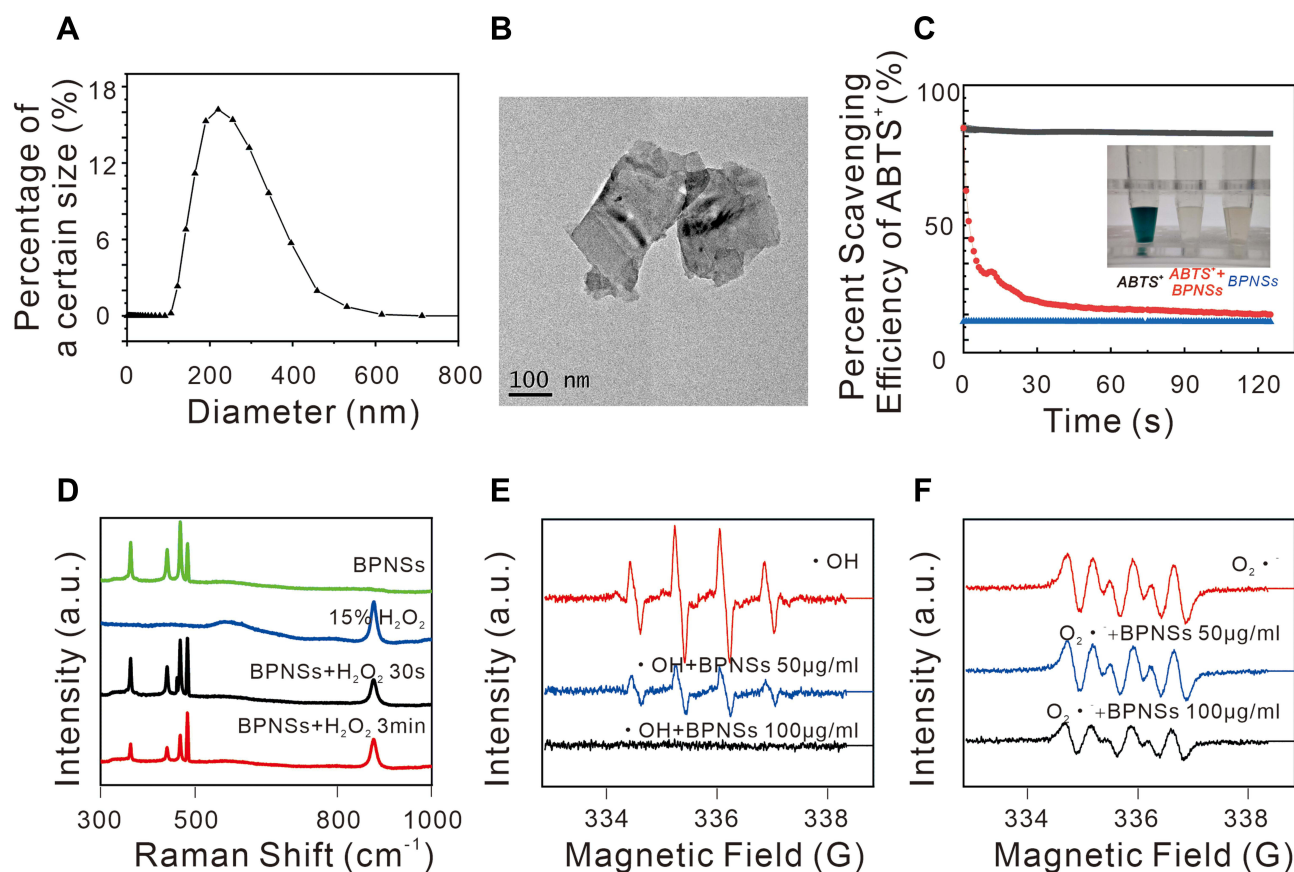 A
Percentage of
a certain size (%)
18
12
6
0
0
200
400
600
800
Diameter (nm)
B
100 nm
C
Percent Scavenging
Efficiency of ABTS⁺(%)
100
50
0
ABTS⁺
ABTS⁺+
BPNSs
BPNSs
0
30
60
90
120
Time (s)
D
Intensity (a.u.)
BPNSs
15% H₂O₂
BPNSs+H₂O₂ 30s
BPNSs+H₂O₂ 3min
300
500
800
1000
Raman Shift (cm⁻¹)
E
Intensity (a.u.)
• OH
• OH+BPNSs 50μg/ml
• OH+BPNSs 100μg/ml
334
336
338
Magnetic Field (G)
F
Intensity (a.u.)
O₂ •⁻
O₂ •⁻+BPNSs 50μg/ml
O₂ •⁻+BPNSs 100μg/ml
334
336
338
Magnetic Field (G)